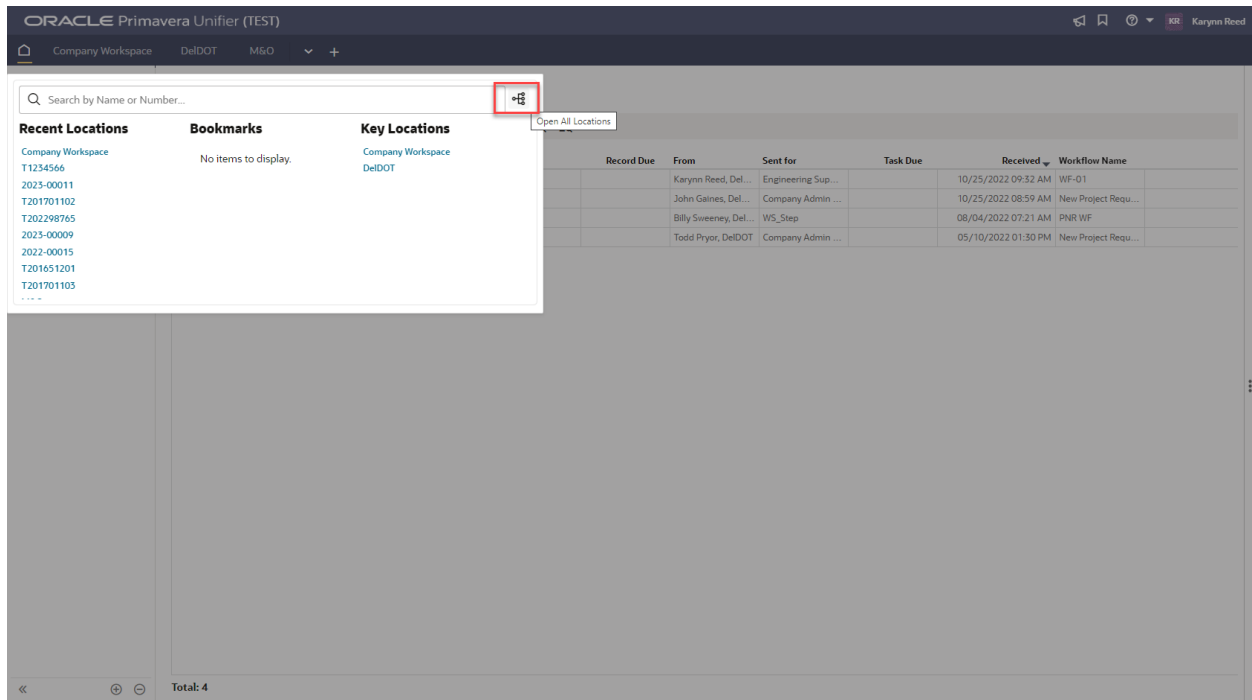 ORACLE Primavera Unifier (TEST)
KR Karynn Reed
Company Workspace DelDOT M&O
Search by Name or Number...
Open All Locations
Recent Locations Bookmarks Key Locations
Company Workspace No items to display. Company Workspace
T1234566 DelDOT
2023-00011
T201701102
T202298765
2023-00009
2022-00015
T201651201
T201701103
Record Due From Sent for Task Due Received Workflow Name
Karynn Reed, Del... Engineering Sup... 10/25/2022 09:32 AM WF-01
John Gaines, Del... Company Admin ... 10/25/2022 08:59 AM New Project Requ...
Billy Sweeney, Del... WS_Step 08/04/2022 07:21 AM PNR WF
Todd Pryor, DelDOT Company Admin ... 05/10/2022 01:30 PM New Project Requ...
Total: 4